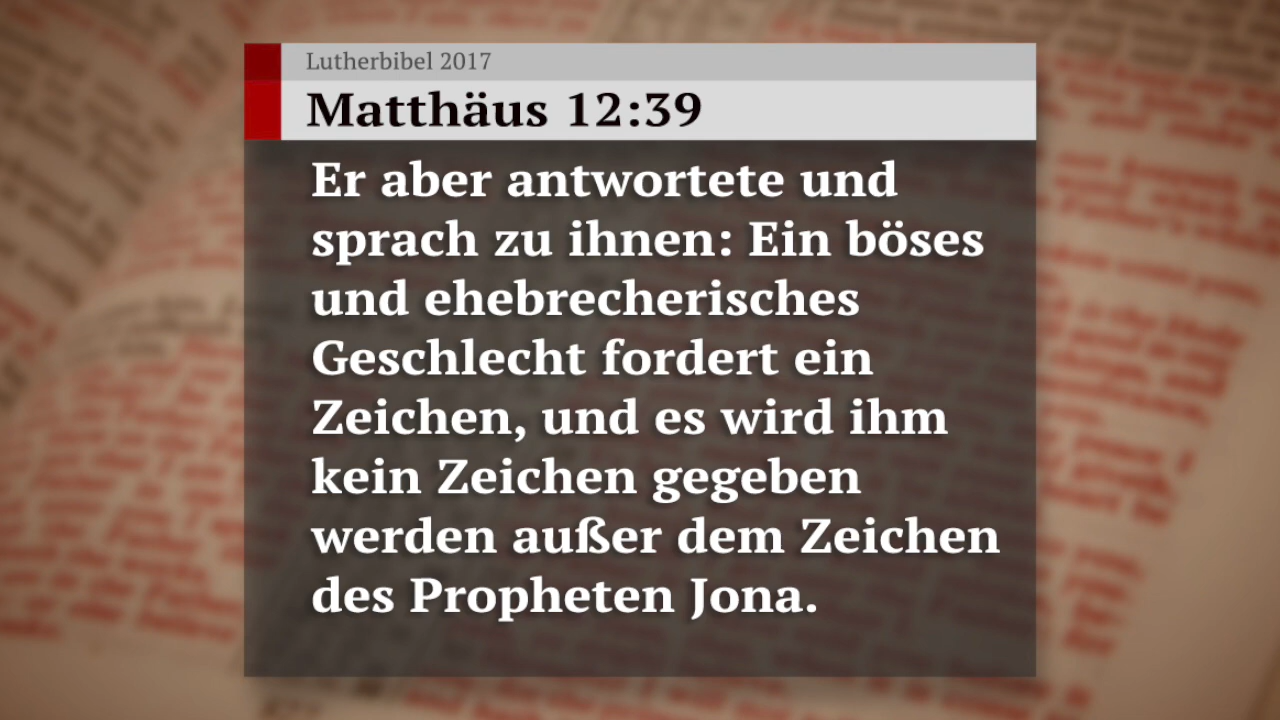 Lutherbibel 2017
Matthäus 12:39
Er aber antwortete und
sprach zu ihnen: Ein böses
und ehebrecherisches
Geschlecht fordert ein
Zeichen, und es wird ihm
kein Zeichen gegeben
werden außer dem Zeichen
des Propheten Jona.